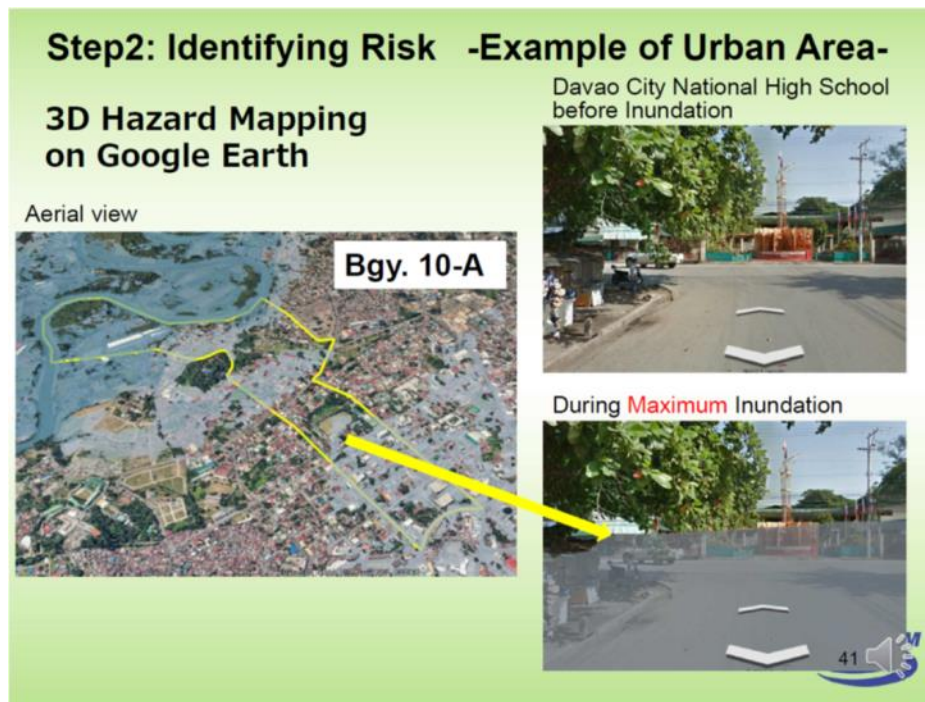 Step2: Identifying Risk -Example of Urban Area-
3D Hazard Mapping
on Google Earth
Aerial view
Bgy. 10-A
Davao City National High School
before Inundation
During Maximum Inundation
41
M